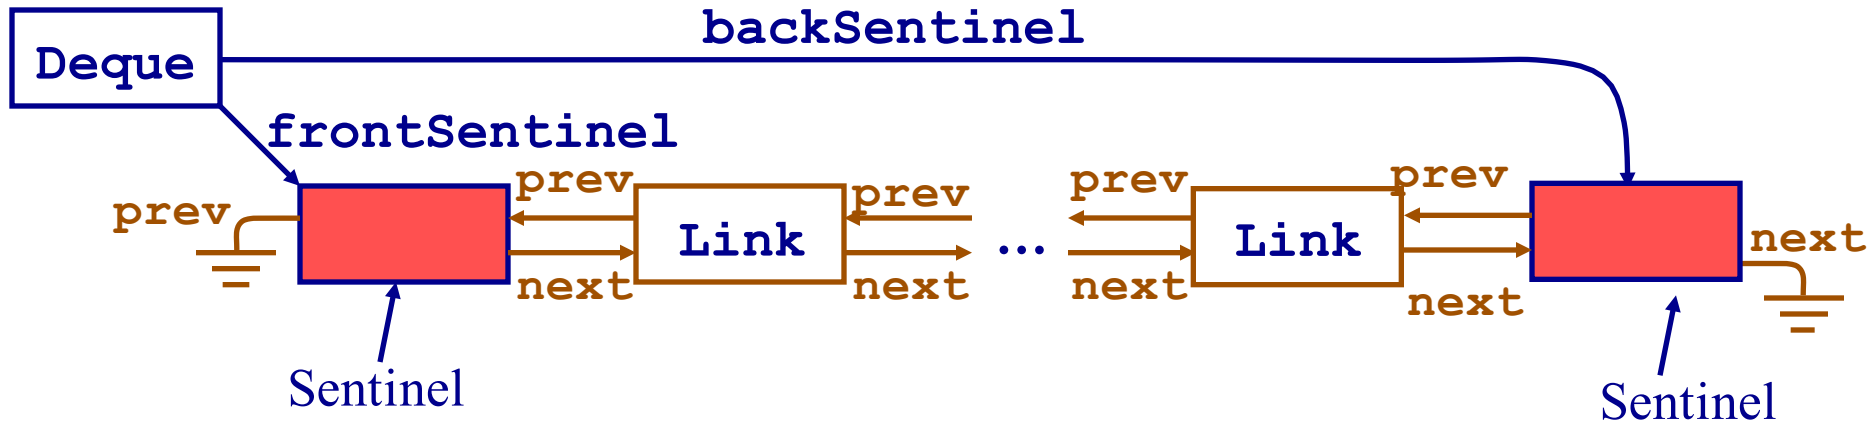 backSentinel
Deque
frontSentinel
prev prev prev prev prev
Link ... Link
next next next next next
Sentinel Sentinel